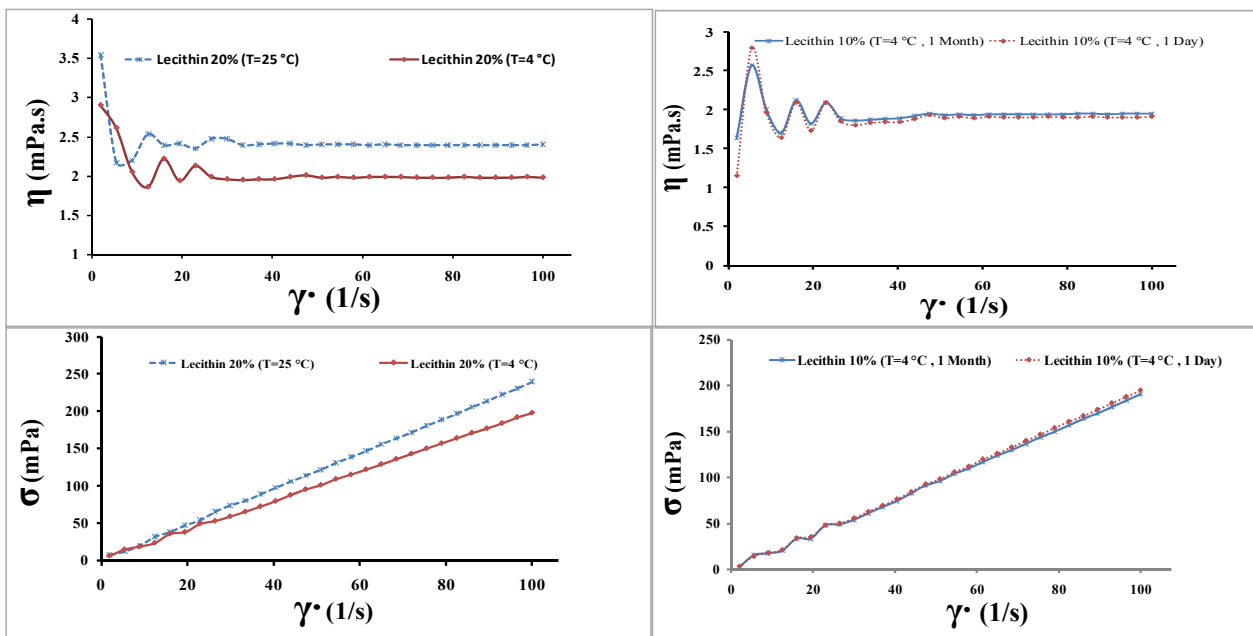 4
3.5
3
2.5
2
1.5
1
0 20 40 60 80 100
η (mPa.s)
γ• (1/s)
Lecithin 20% (T=25 °C) Lecithin 20% (T=4 °C)
3
2.5
2
1.5
1
0.5
0
0 20 40 60 80 100
η (mPa.s)
γ• (1/s)
Lecithin 10% (T=4 °C , 1 Month) Lecithin 10% (T=4 °C , 1 Day)
300
250
200
150
100
50
0
0 20 40 60 80 100
σ (mPa)
γ• (1/s)
Lecithin 20% (T=25 °C) Lecithin 20% (T=4 °C)
250
200
150
100
50
0
0 20 40 60 80 100
σ (mPa)
γ• (1/s)
Lecithin 10% (T=4 °C , 1 Month) Lecithin 10% (T=4 °C , 1 Day)